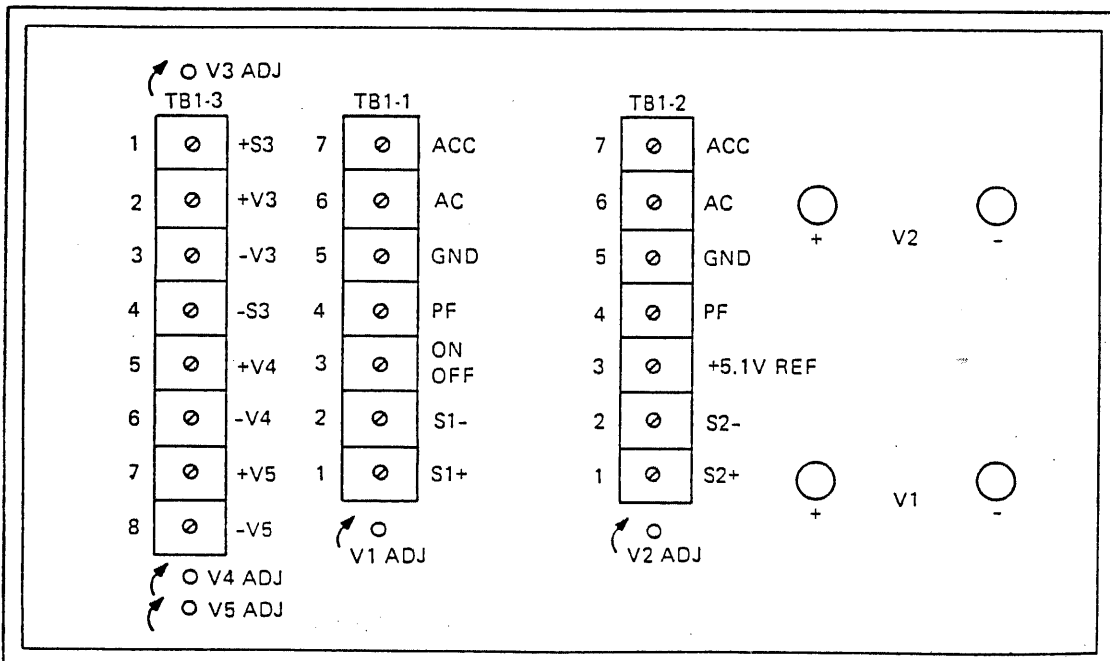 V3 ADJ
TB1-3
1 +S3
2 +V3
3 -V3
4 -S3
5 +V4
6 -V4
7 +V5
8 -V5
V4 ADJ
V5 ADJ
TB1-1
7 ACC
6 AC
5 GND
4 PF
3 ON
OFF
2 S1-
1 S1+
V1 ADJ
TB1-2
7 ACC
6 AC
5 GND
4 PF
3 +5.1V REF
2 S2-
1 S2+
V2 ADJ
+ V2 -
+ V1 -